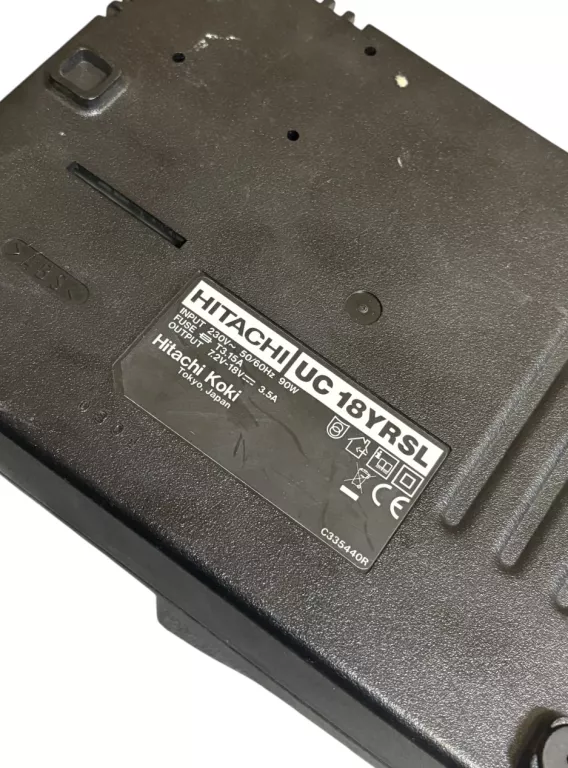 HITACHI UC 18YRSL
INPUT 230V~ 50/60Hz 90W
FUSE T3.15A
OUTPUT 7.2V-18V⎓ 3.5A
Hitachi Koki
Tokyo, Japan
CE
C335440R